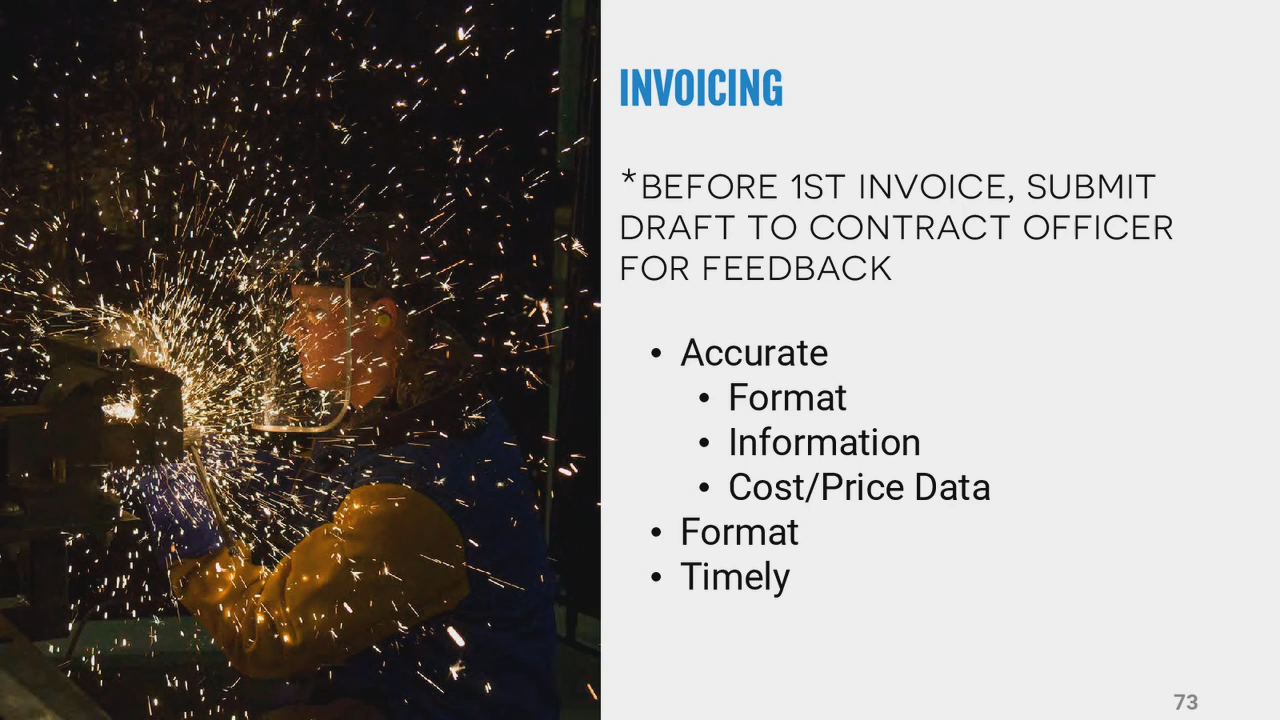 INVOICING
*BEFORE 1ST INVOICE, SUBMIT
DRAFT TO CONTRACT OFFICER
FOR FEEDBACK
• Accurate
• Format
• Information
• Cost/Price Data
• Format
• Timely
73